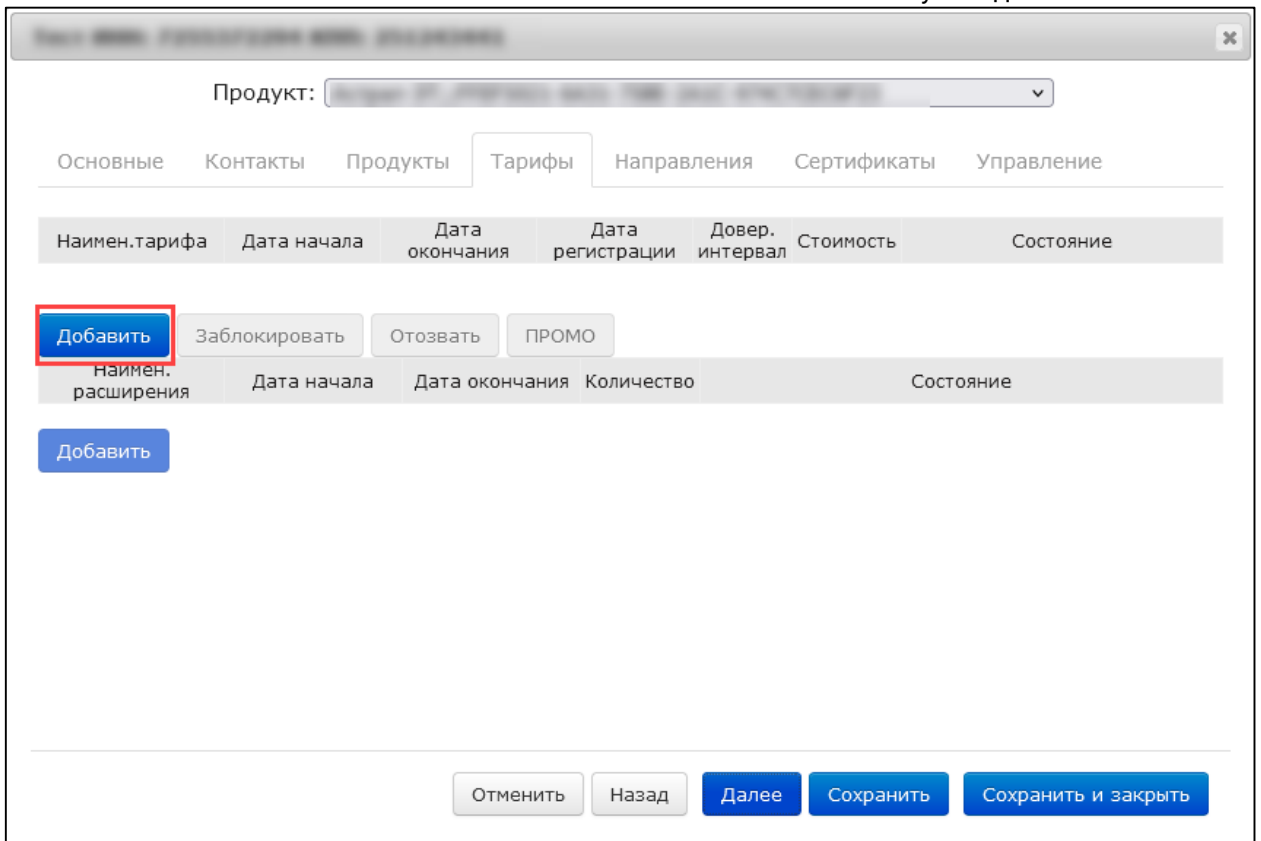 Продукт:
Основные Контакты Продукты Тарифы Направления Сертификаты Управление
Наимен.тарифа Дата начала Дата окончания Дата регистрации Довер. интервал Стоимость Состояние
Добавить Заблокировать Отозвать ПРОМО
Наимен. расширения Дата начала Дата окончания Количество Состояние
Добавить
Отменить Назад Далее Сохранить Сохранить и закрыть